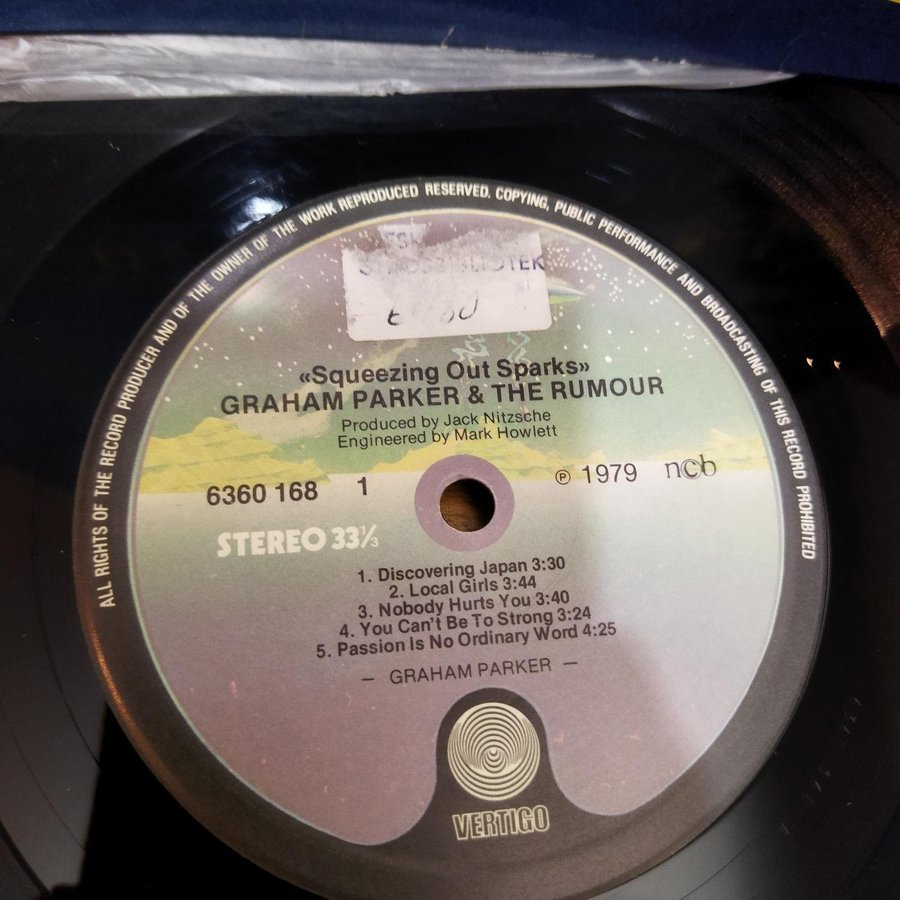 ALL RIGHTS OF THE RECORD PRODUCER AND OF THE OWNER OF THE WORK REPRODUCED RESERVED. COPYING, PUBLIC PERFORMANCE AND BROADCASTING OF THIS RECORD PROHIBITED
«Squeezing Out Sparks»
GRAHAM PARKER & THE RUMOUR
Produced by Jack Nitzsche
Engineered by Mark Howlett
6360 168 1 Ⓟ 1979 ncb
STEREO 33⅓
1. Discovering Japan 3:30
2. Local Girls 3:44
3. Nobody Hurts You 3:40
4. You Can't Be To Strong 3:24
5. Passion Is No Ordinary Word 4:25
— GRAHAM PARKER —
VERTIGO